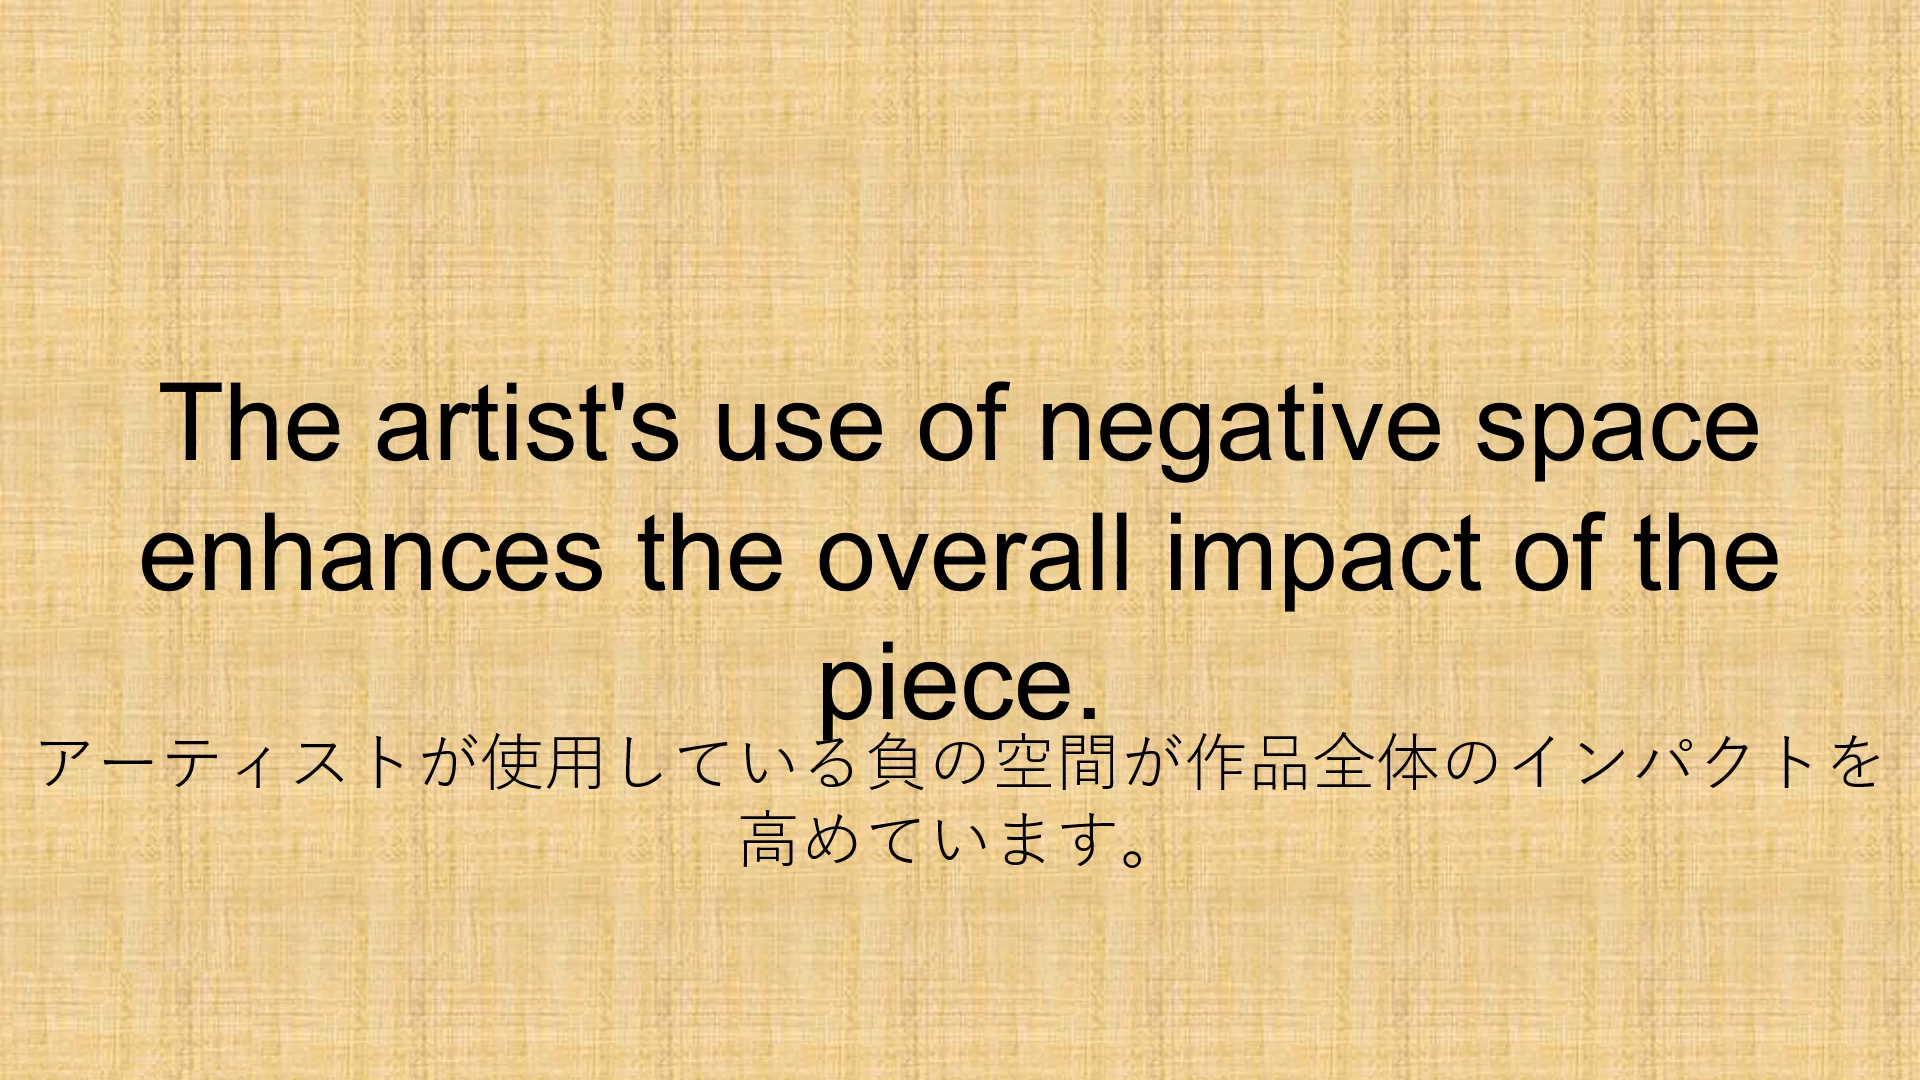 The artist's use of negative space
enhances the overall impact of the
piece.
アーティストが使用している負の空間が作品全体のインパクトを
高めています。